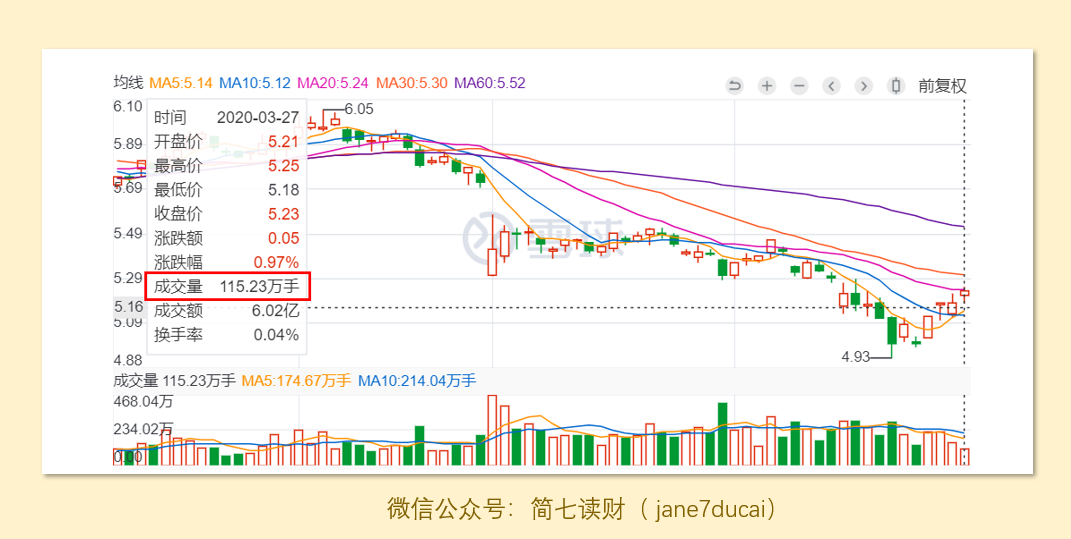 均线 MA5:5.14 MA10:5.12 MA20:5.24 MA30:5.30 MA60:5.52 前复权
6.10
5.89
5.69
5.49
5.29
5.16
5.09
4.88
时间 2020-03-27
开盘价 5.21
最高价 5.25
最低价 5.18
收盘价 5.23
涨跌额 0.05
涨跌幅 0.97%
成交量 115.23万手
成交额 6.02亿
换手率 0.04%
6.05
雪球
4.93
成交量 115.23万手 MA5:174.67万手 MA10:214.04万手
468.04万
234.02万
0.00
微信公众号：简七读财（jane7ducai）